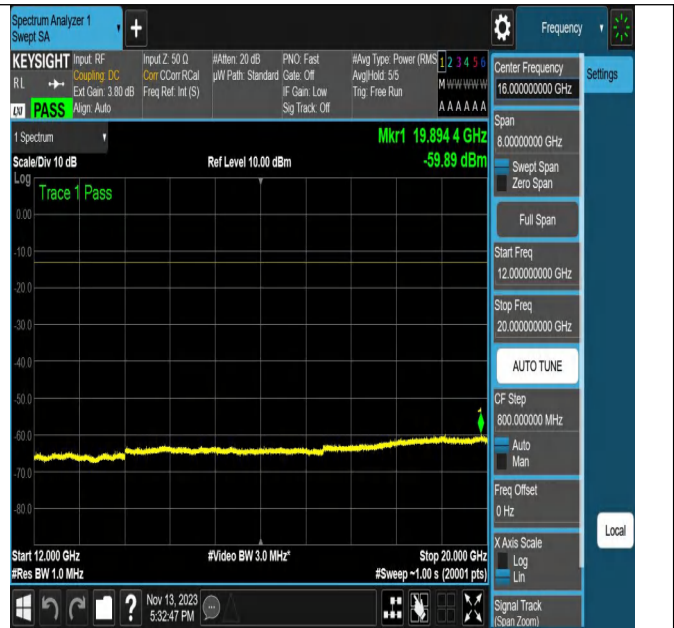 Spectrum Analyzer 1
Swept SA
Frequency
KEYSIGHT
RL
LXI PASS
Input: RF
Coupling: DC
Ext Gain: 3.80 dB
Align: Auto
Input Z: 50 Ω
Corr CCorr RCal
Freq Ref: Int (S)
#Atten: 20 dB
µW Path: Standard
PNO: Fast
Gate: Off
IF Gain: Low
Sig Track: Off
#Avg Type: Power (RMS
Avg|Hold: 5/5
Trig: Free Run
1 2 3 4 5 6
M W W W W W
A A A A A A
1 Spectrum
Scale/Div 10 dB
Ref Level 10.00 dBm
Mkr1 19.894 4 GHz
-59.89 dBm
Log
Trace 1 Pass
0.00
-10.0
-20.0
-30.0
-40.0
-50.0
-60.0
-70.0
-80.0
1
Start 12.000 GHz
#Res BW 1.0 MHz
#Video BW 3.0 MHz*
Stop 20.000 GHz
#Sweep ~1.00 s (20001 pts)
Center Frequency
16.000000000 GHz
Span
8.00000000 GHz
Swept Span
Zero Span
Full Span
Start Freq
12.000000000 GHz
Stop Freq
20.000000000 GHz
AUTO TUNE
CF Step
800.000000 MHz
Auto
Man
Freq Offset
0 Hz
X Axis Scale
Log
Lin
Signal Track
(Span Zoom)
Settings
Local
?
Nov 13, 2023
5:32:47 PM